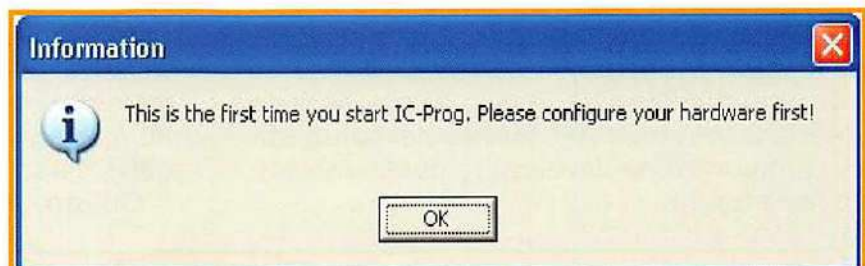 Information
This is the first time you start IC-Prog. Please configure your hardware first!
OK